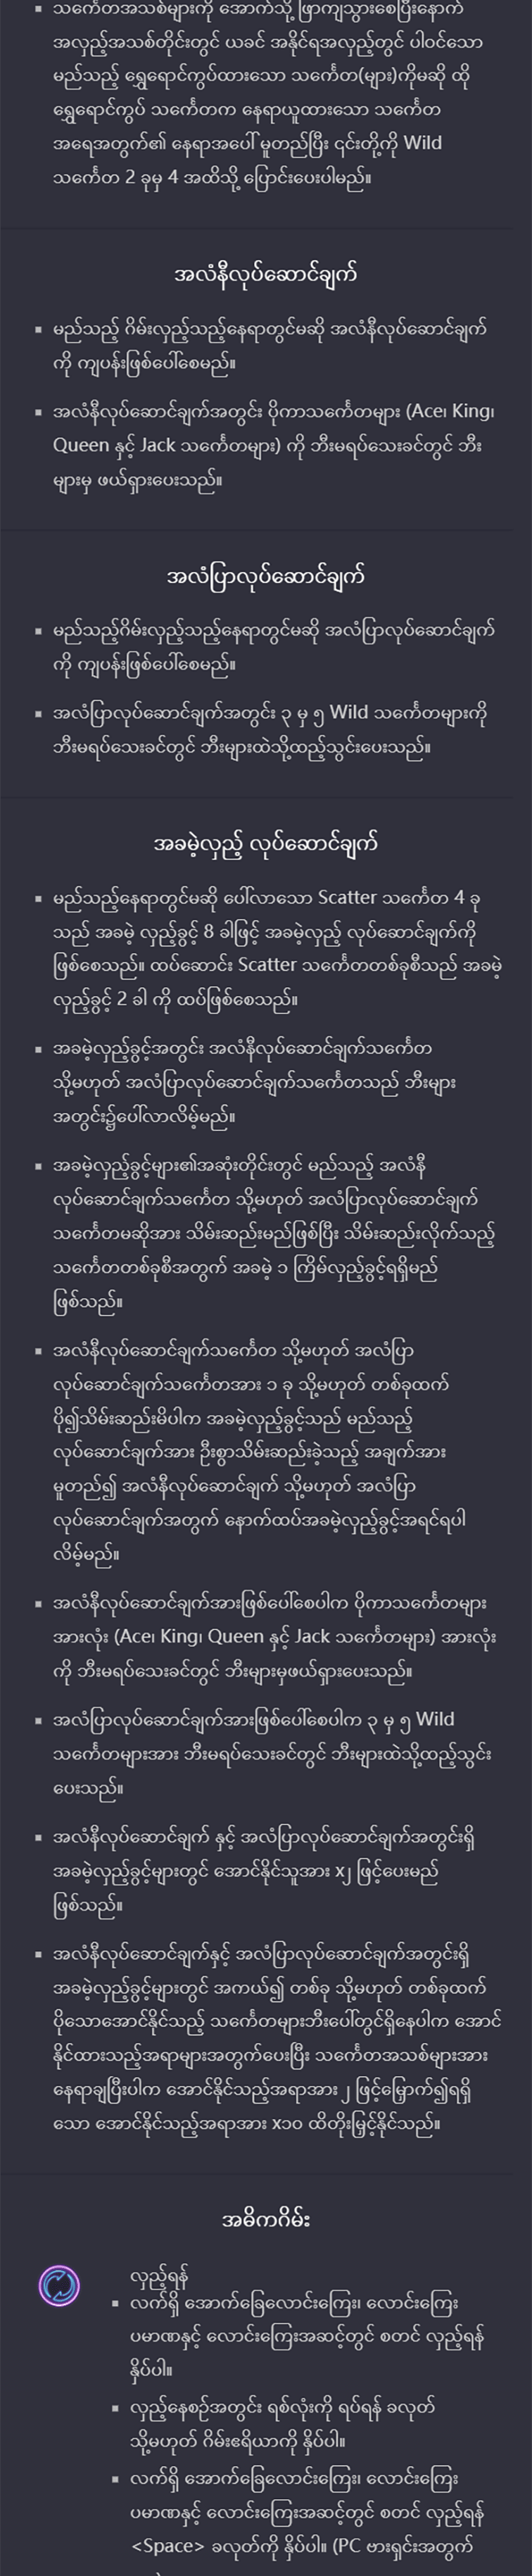 သင်္ကေတအသစ်များကို အောက်သို့ ဖြာကျသွားစေပြီးနောက်
အလှည့်အသစ်တိုင်းတွင် ယခင် အနိုင်ရအလှည့်တွင် ပါဝင်သော
မည်သည့် ရွှေရောင်ကွပ်ထားသော သင်္ကေတ(များ)ကိုမဆို ထို
ရွှေရောင်ကွပ် သင်္ကေတက နေရာယူထားသော သင်္ကေတ
အရေအတွက်၏ နေရာအပေါ် မူတည်ပြီး ၎င်းတို့ကို Wild
သင်္ကေတ 2 ခုမှ 4 အထိသို့ ပြောင်းပေးပါမည်။
အလံနီလုပ်ဆောင်ချက်
မည်သည့် ဂိမ်းလှည့်သည့်နေရာတွင်မဆို အလံနီလုပ်ဆောင်ချက်
ကို ကျပန်းဖြစ်ပေါ်စေမည်။
အလံနီလုပ်ဆောင်ချက်အတွင်း ပိုကာသင်္ကေတများ (Ace၊ King၊
Queen နှင့် Jack သင်္ကေတများ) ကို ဘီးမရပ်သေးခင်တွင် ဘီး
များမှ ဖယ်ရှားပေးသည်။
အလံပြာလုပ်ဆောင်ချက်
မည်သည့်ဂိမ်းလှည့်သည့်နေရာတွင်မဆို အလံပြာလုပ်ဆောင်ချက်
ကို ကျပန်းဖြစ်ပေါ်စေမည်။
အလံပြာလုပ်ဆောင်ချက်အတွင်း ၃ မှ ၅ Wild သင်္ကေတများကို
ဘီးမရပ်သေးခင်တွင် ဘီးများထဲသို့ထည့်သွင်းပေးသည်။
အခမဲ့လှည့် လုပ်ဆောင်ချက်
မည်သည့်နေရာတွင်မဆို ပေါ်လာသော Scatter သင်္ကေတ 4 ခု
သည် အခမဲ့ လှည့်ခွင့် 8 ခါဖြင့် အခမဲ့လှည့် လုပ်ဆောင်ချက်ကို
ဖြစ်စေသည်။ ထပ်ဆောင်း Scatter သင်္ကေတတစ်ခုစီသည် အခမဲ့
လှည့်ခွင့် 2 ခါ ကို ထပ်ဖြစ်စေသည်။
အခမဲ့လှည့်ခွင့်အတွင်း အလံနီလုပ်ဆောင်ချက်သင်္ကေတ
သို့မဟုတ် အလံပြာလုပ်ဆောင်ချက်သင်္ကေတသည် ဘီးများ
အတွင်း၌ပေါ်လာလိမ့်မည်။
အခမဲ့လှည့်ခွင့်များ၏အဆုံးတိုင်းတွင် မည်သည့် အလံနီ
လုပ်ဆောင်ချက်သင်္ကေတ သို့မဟုတ် အလံပြာလုပ်ဆောင်ချက်
သင်္ကေတမဆိုအား သိမ်းဆည်းမည်ဖြစ်ပြီး သိမ်းဆည်းလိုက်သည့်
သင်္ကေတတစ်ခုစီအတွက် အခမဲ့ ၁ ကြိမ်လှည့်ခွင့်ရရှိမည်
ဖြစ်သည်။
အလံနီလုပ်ဆောင်ချက်သင်္ကေတ သို့မဟုတ် အလံပြာ
လုပ်ဆောင်ချက်သင်္ကေတအား ၁ ခု သို့မဟုတ် တစ်ခုထက်
ပို၍သိမ်းဆည်းမိပါက အခမဲ့လှည့်ခွင့်သည် မည်သည့်
လုပ်ဆောင်ချက်အား ဦးစွာသိမ်းဆည်းခဲ့သည့် အချက်အား
မူတည်၍ အလံနီလုပ်ဆောင်ချက် သို့မဟုတ် အလံပြာ
လုပ်ဆောင်ချက်အတွက် နောက်ထပ်အခမဲ့လှည့်ခွင့်အရင်ရပါ
လိမ့်မည်။
အလံနီလုပ်ဆောင်ချက်အားဖြစ်ပေါ်စေပါက ပိုကာသင်္ကေတများ
အားလုံး (Ace၊ King၊ Queen နှင့် Jack သင်္ကေတများ) အားလုံး
ကို ဘီးမရပ်သေးခင်တွင် ဘီးများမှဖယ်ရှားပေးသည်။
အလံပြာလုပ်ဆောင်ချက်အားဖြစ်ပေါ်စေပါက ၃ မှ ၅ Wild
သင်္ကေတများအား ဘီးမရပ်သေးခင်တွင် ဘီးများထဲသို့ထည့်သွင်း
ပေးသည်။
အလံနီလုပ်ဆောင်ချက် နှင့် အလံပြာလုပ်ဆောင်ချက်အတွင်းရှိ
အခမဲ့လှည့်ခွင့်များတွင် အောင်နိုင်သူအား x၂ ဖြင့်ပေးမည်
ဖြစ်သည်။
အလံနီလုပ်ဆောင်ချက်နှင့် အလံပြာလုပ်ဆောင်ချက်အတွင်းရှိ
အခမဲ့လှည့်ခွင့်များတွင် အကယ်၍ တစ်ခု သို့မဟုတ် တစ်ခုထက်
ပိုသောအောင်နိုင်သည့် သင်္ကေတများဘီးပေါ်တွင်ရှိနေပါက အောင်
နိုင်ထားသည့်အရာများအတွက်ပေးပြီး သင်္ကေတအသစ်များအား
နေရာချပြီးပါက အောင်နိုင်သည့်အရာအား ၂ ဖြင့်မြှောက်၍ရရှိ
သော အောင်နိုင်သည့်အရာအား x၁၀ ထိတိုးမြှင့်နိုင်သည်။
အဓိကဂိမ်း
လှည့်ရန်
လက်ရှိ အောက်ခြေလောင်းကြေး၊ လောင်းကြေး
ပမာဏနှင့် လောင်းကြေးအဆင့်တွင် စတင် လှည့်ရန်
နှိပ်ပါ။
လှည့်နေစဉ်အတွင်း ရစ်လုံးကို ရပ်ရန် ခလုတ်
သို့မဟုတ် ဂိမ်းဧရိယာကို နှိပ်ပါ။
လက်ရှိ အောက်ခြေလောင်းကြေး၊ လောင်းကြေး
ပမာဏနှင့် လောင်းကြေးအဆင့်တွင် စတင် လှည့်ရန်
<Space> ခလုတ်ကို နှိပ်ပါ။ (PC ဗားရှင်းအတွက်